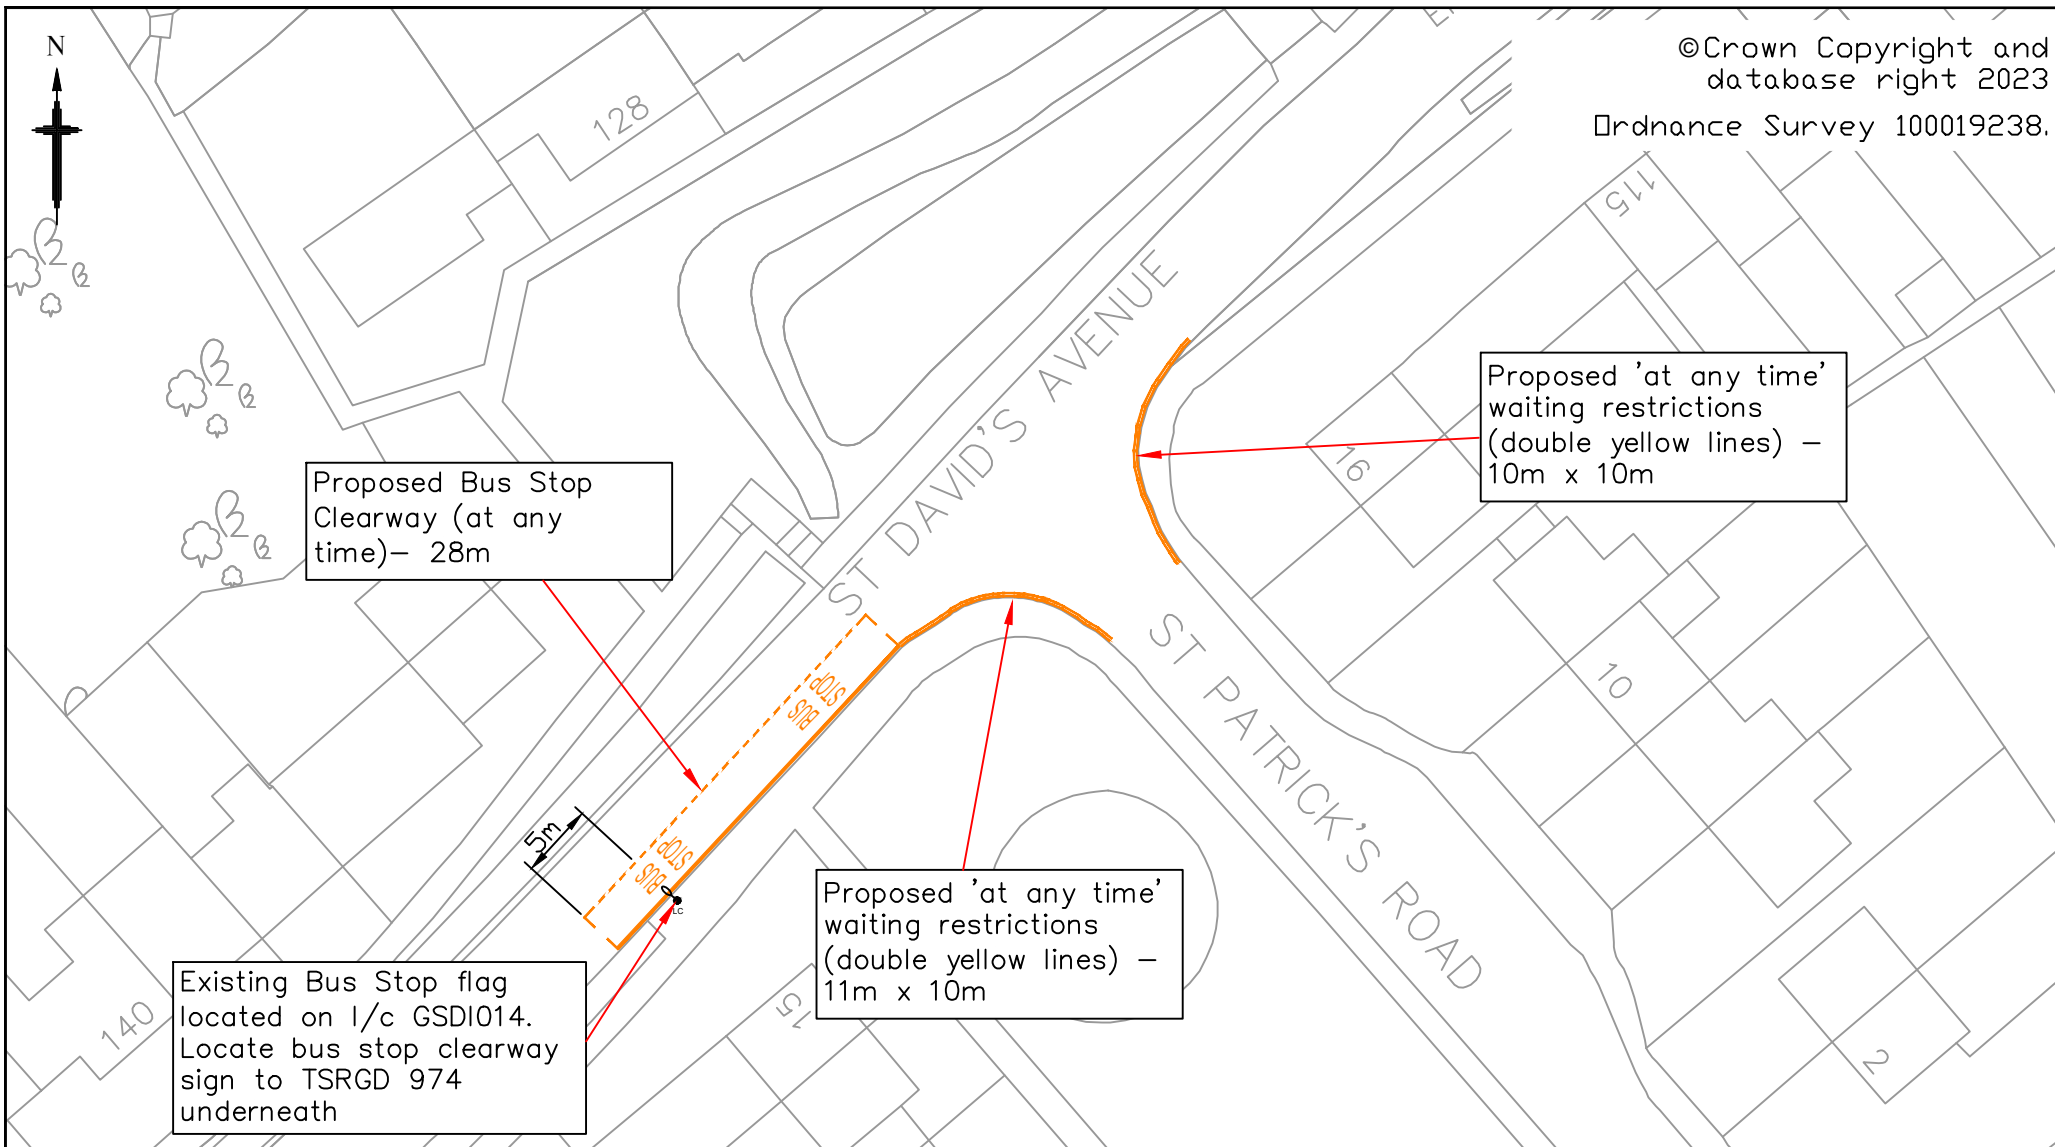 N
©Crown Copyright and
database right 2023
Ordnance Survey 100019238.
128
115
ST DAVID'S AVENUE
Proposed 'at any time'
waiting restrictions
(double yellow lines) –
10m x 10m
16
Proposed Bus Stop
Clearway (at any
time)– 28m
ST PATRICK'S ROAD
10
BUS
STOP
5m
BUS
STOP
LC
Proposed 'at any time'
waiting restrictions
(double yellow lines) –
11m x 10m
Existing Bus Stop flag
located on l/c GSDI014.
Locate bus stop clearway
sign to TSRGD 974
underneath
140
15
2